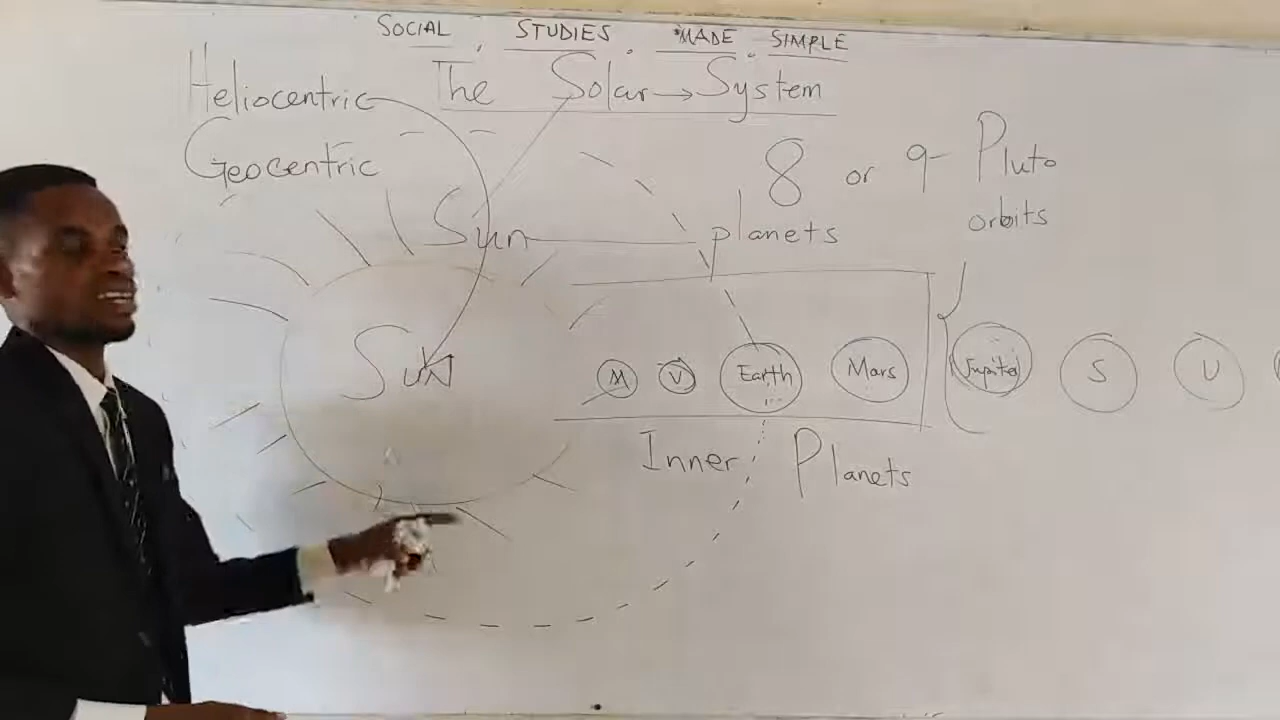 SOCIAL STUDIES MADE SIMPLE
The Solar → System
Heliocentric
Geocentric
8 or 9 - Pluto
orbits
Sun planets
Sun
M V Earth Mars Jupiter S U
Inner Planets